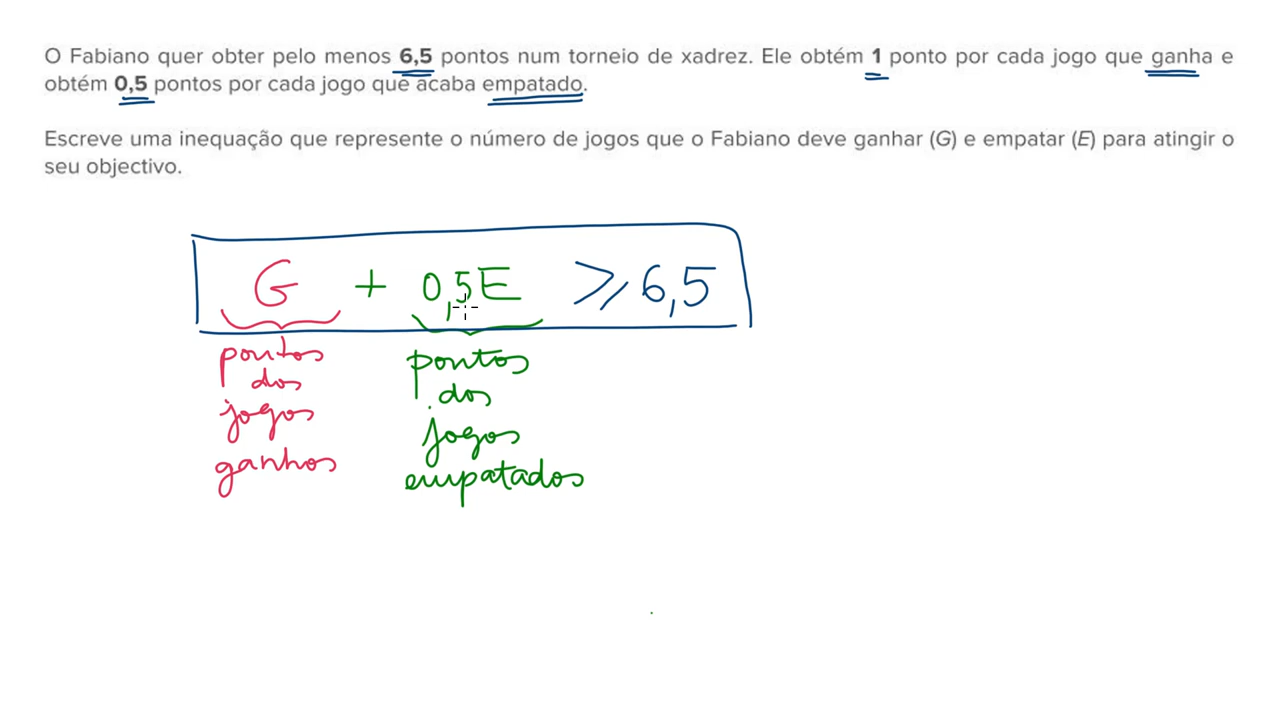 O Fabiano quer obter pelo menos 6,5 pontos num torneio de xadrez. Ele obtém 1 ponto por cada jogo que ganha e
obtém 0,5 pontos por cada jogo que acaba empatado.
Escreve uma inequação que represente o número de jogos que o Fabiano deve ganhar (G) e empatar (E) para atingir o
seu objectivo.
G + 0,5E ⩾ 6,5
pontos
dos
jogos
ganhos
pontos
dos
jogos
empatados